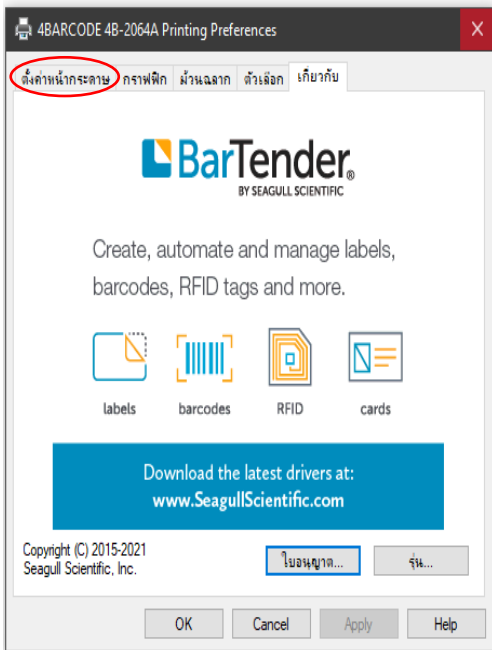 4BARCODE 4B-2064A Printing Preferences
ตั้งค่าหน้ากระดาษ กราฟฟิก ม้วนฉลาก ตัวเลือก เกี่ยวกับ
BarTender®
BY SEAGULL SCIENTIFIC
Create, automate and manage labels,
barcodes, RFID tags and more.
labels barcodes RFID cards
Download the latest drivers at:
www.SeagullScientific.com
Copyright (C) 2015-2021
Seagull Scientific, Inc.
ใบอนุญาต... รุ่น...
OK Cancel Apply Help